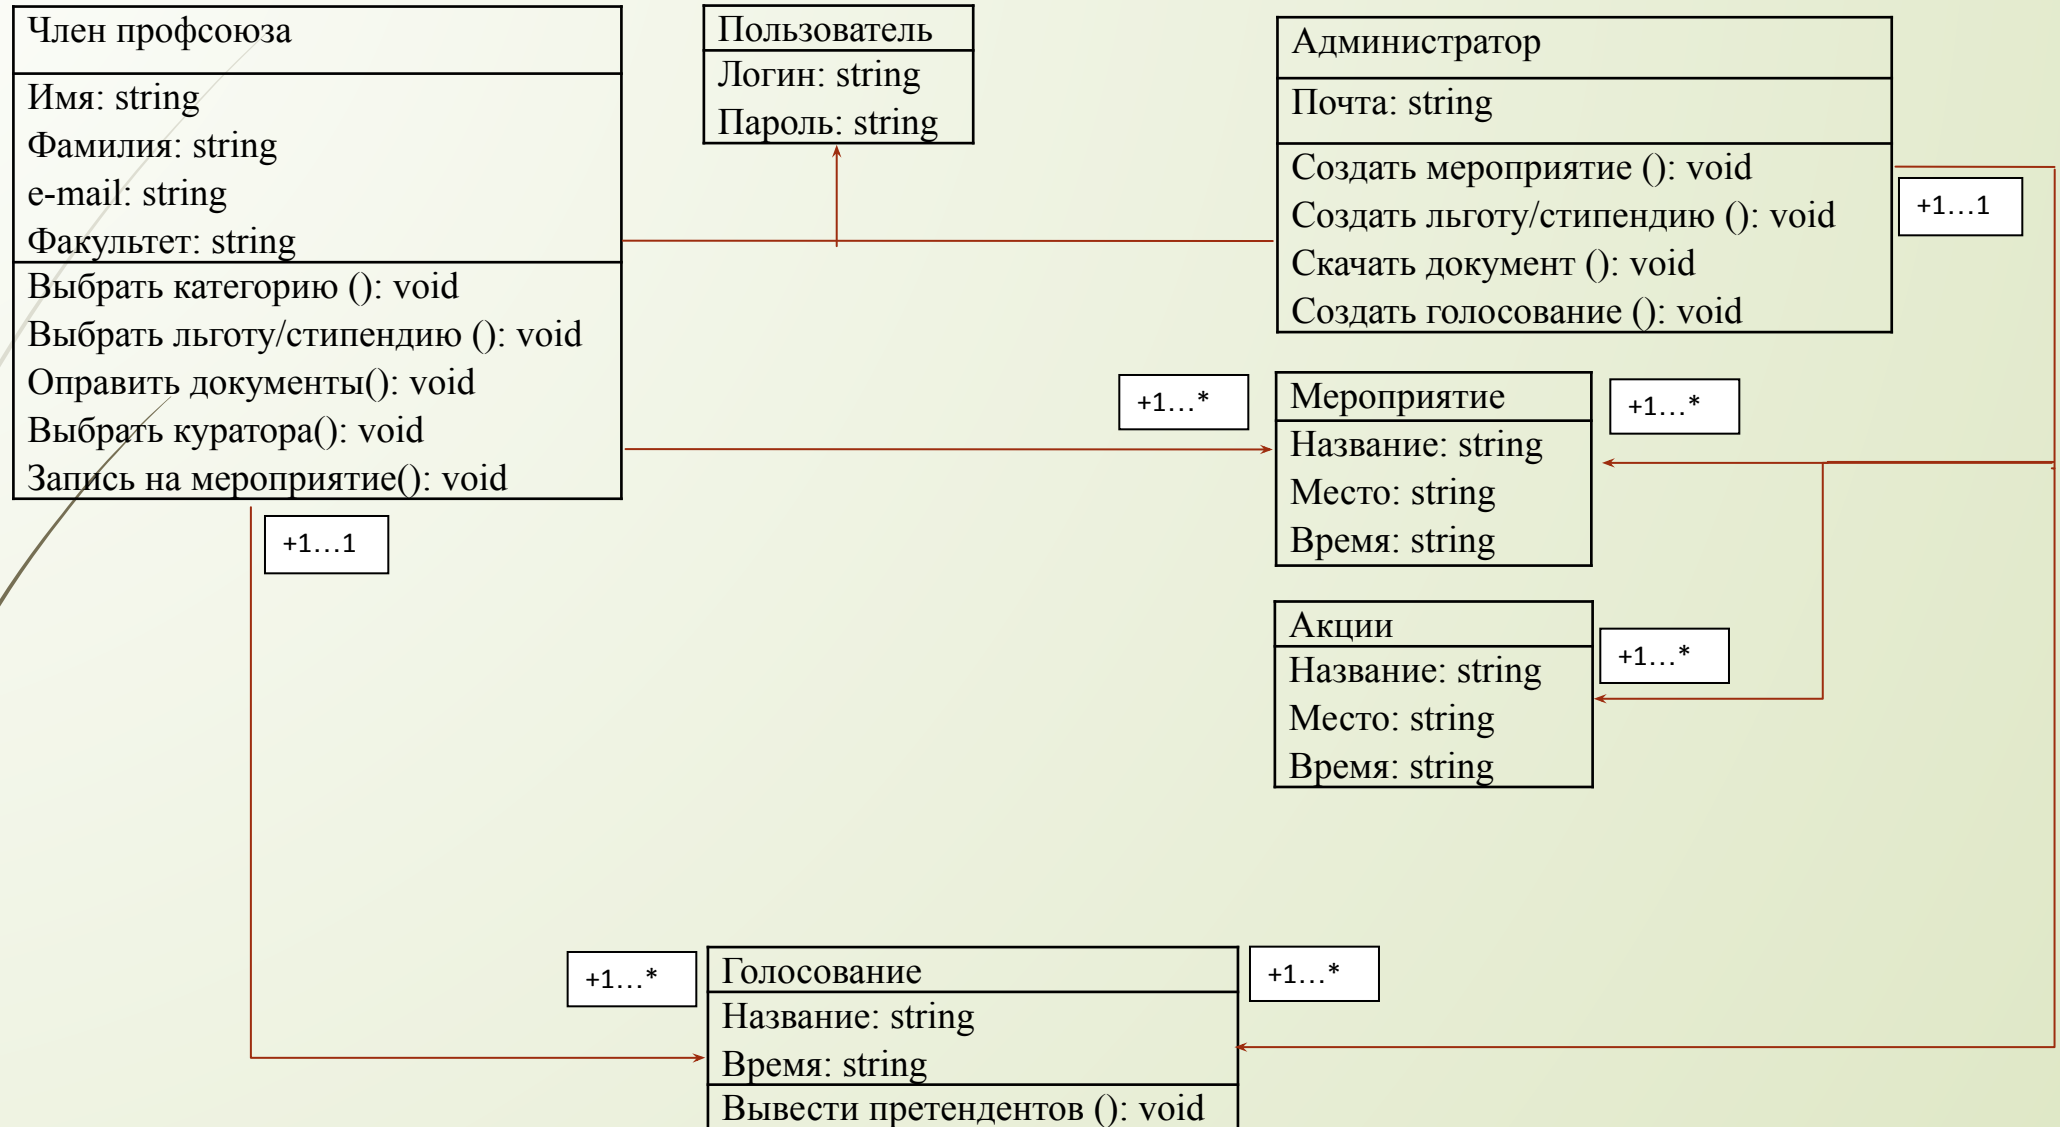 Член профсоюза
Имя: string
Фамилия: string
e-mail: string
Факультет: string
Выбрать категорию (): void
Выбрать льготу/стипендию (): void
Оправить документы(): void
Выбрать куратора(): void
Запись на мероприятие(): void
+1…1
Пользователь
Логин: string
Пароль: string
Администратор
Почта: string
Создать мероприятие (): void
Создать льготу/стипендию (): void
Скачать документ (): void
Создать голосование (): void
+1…1
+1…*
Мероприятие
Название: string
Место: string
Время: string
+1…*
Акции
Название: string
Место: string
Время: string
+1…*
+1…*
Голосование
Название: string
Время: string
Вывести претендентов (): void
+1…*